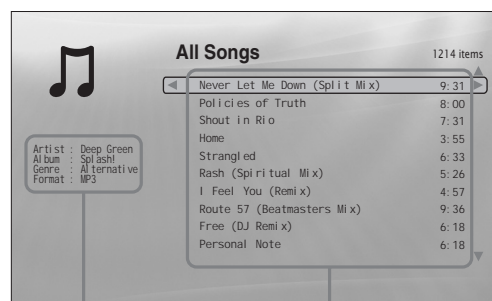 All Songs 1214 items
Never Let Me Down (Split Mix) 9:31
Policies of Truth 8:00
Shout in Rio 7:31
Home 3:55
Strangled 6:33
Rash (Spiritual Mix) 5:26
I Feel You (Remix) 4:57
Route 57 (Beatmasters Mix) 9:36
Free (DJ Remix) 6:18
Personal Note 6:18
Artist : Deep Green
Album : Splash!
Genre : Alternative
Format : MP3